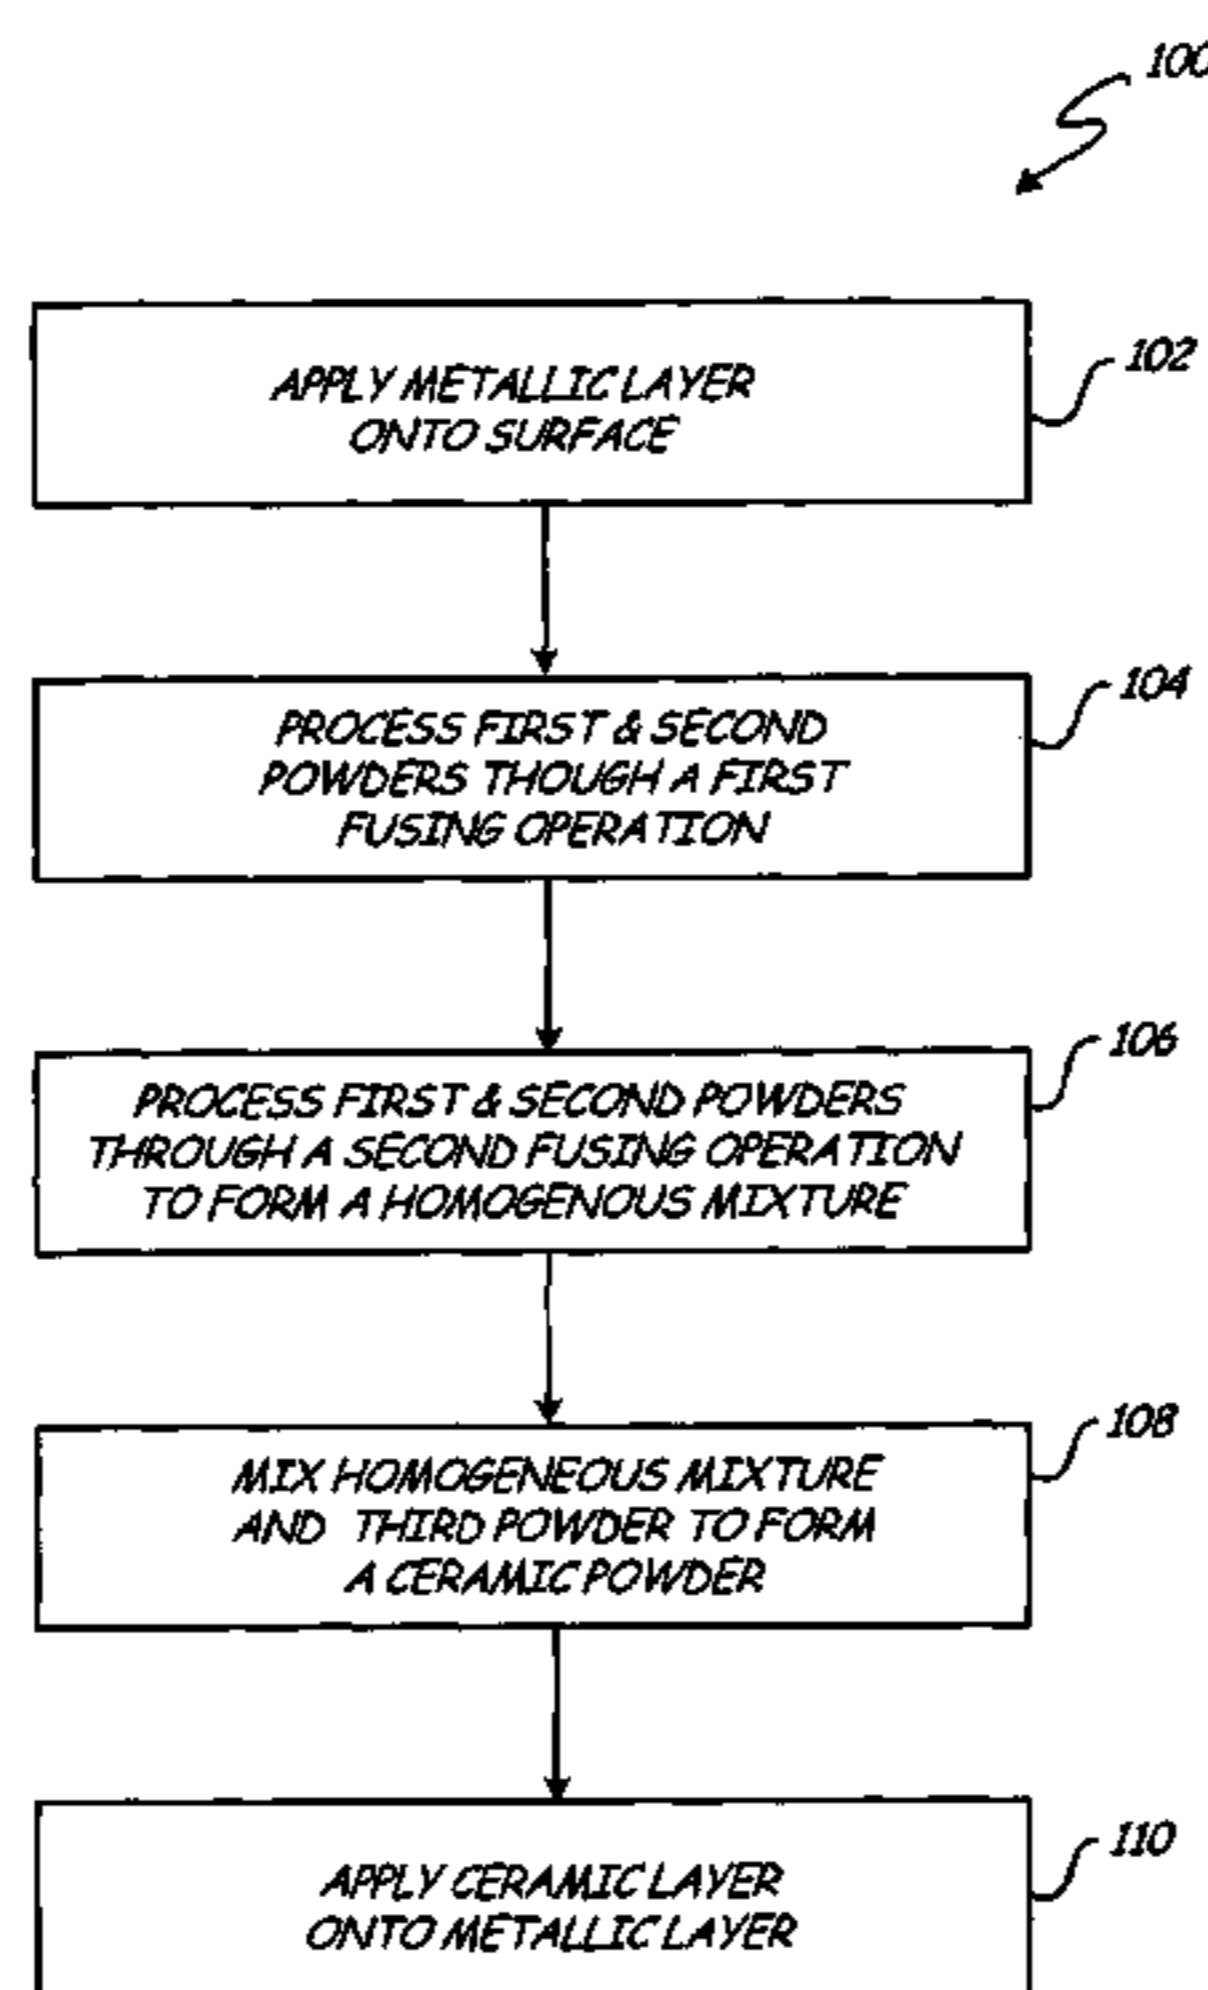 100
APPLY METALLIC LAYER
ONTO SURFACE
102
PROCESS FIRST & SECOND
POWDERS THOUGH A FIRST
FUSING OPERATION
104
PROCESS FIRST & SECOND POWDERS
THROUGH A SECOND FUSING OPERATION
TO FORM A HOMOGENOUS MIXTURE
106
MIX HOMOGENEOUS MIXTURE
AND THIRD POWDER TO FORM
A CERAMIC POWDER
108
APPLY CERAMIC LAYER
ONTO METALLIC LAYER
110